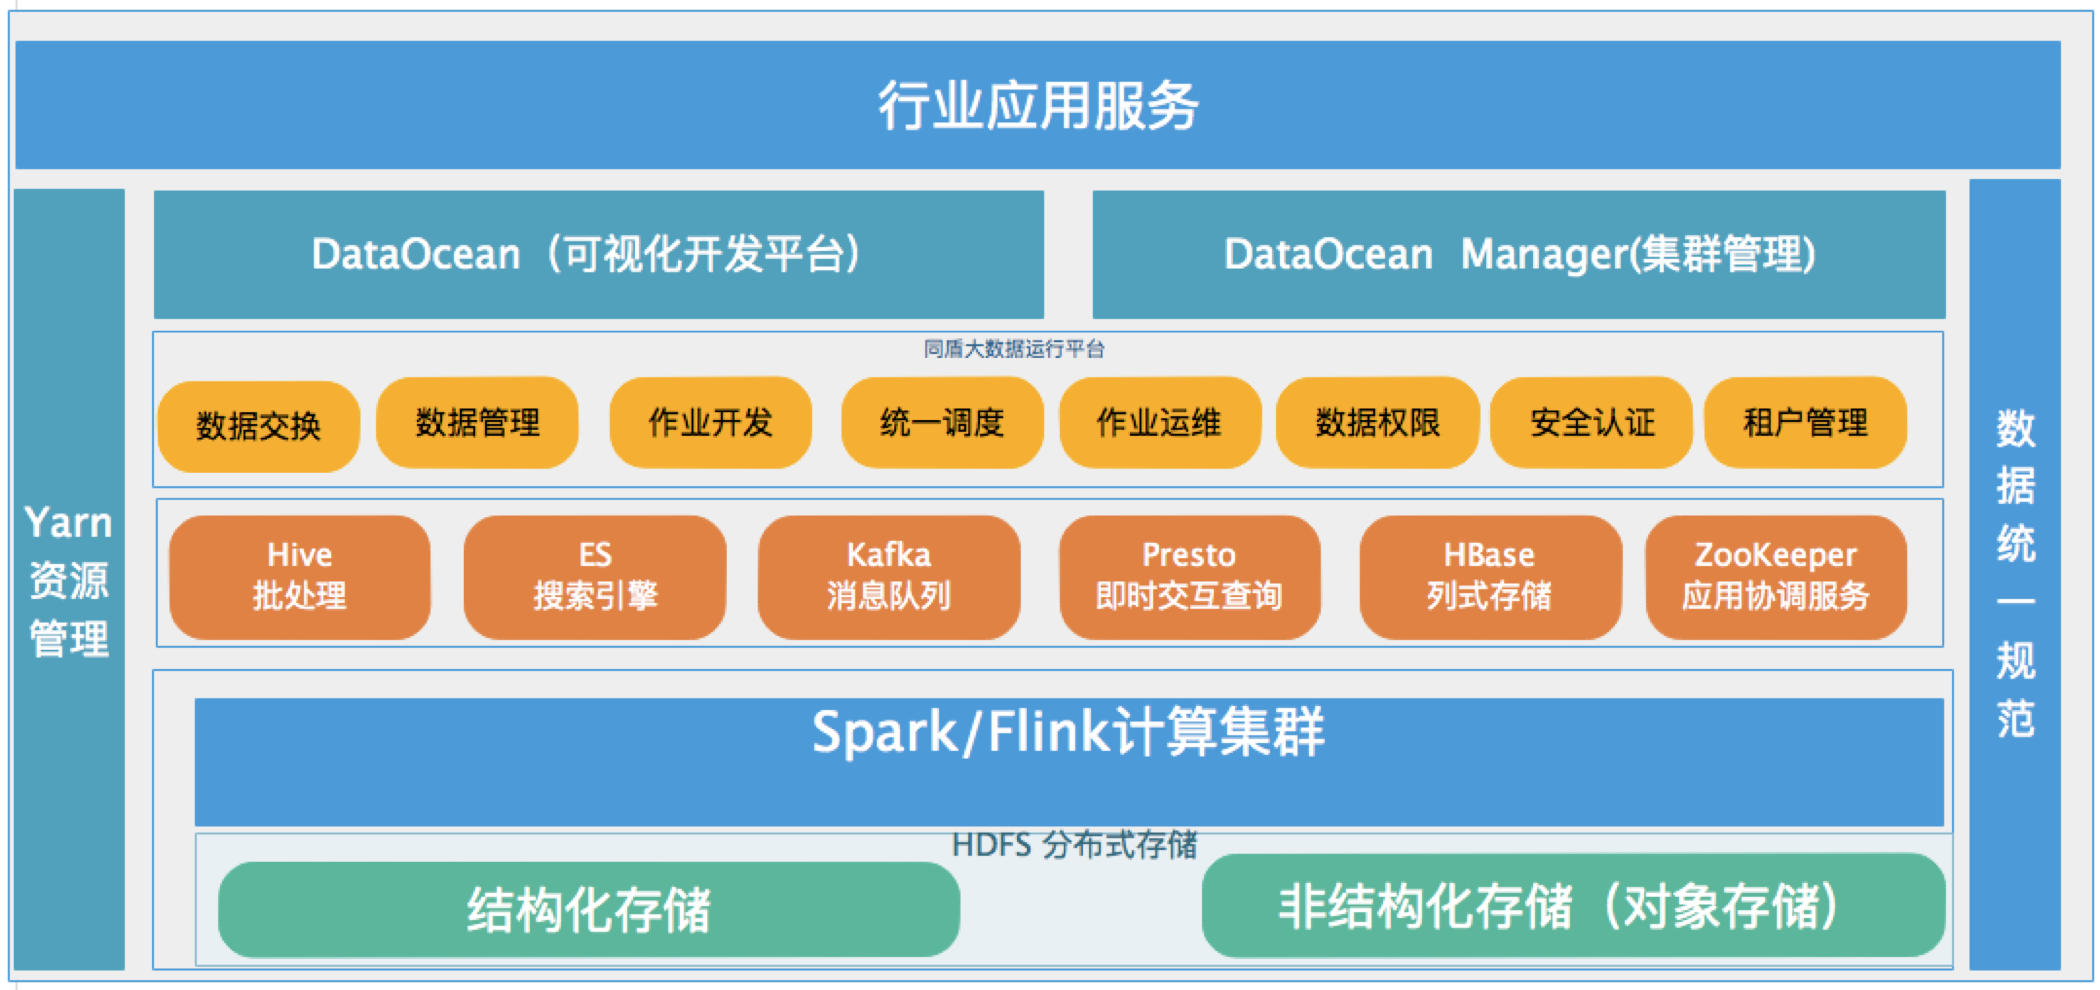 行业应用服务
DataOcean（可视化开发平台）
DataOcean Manager(集群管理)
同盾大数据运行平台
数据交换
数据管理
作业开发
统一调度
作业运维
数据权限
安全认证
租户管理
Yarn
资源
管理
Hive
批处理
ES
搜索引擎
Kafka
消息队列
Presto
即时交互查询
HBase
列式存储
ZooKeeper
应用协调服务
数
据
统
一
规
范
Spark/Flink计算集群
HDFS 分布式存储
结构化存储
非结构化存储（对象存储）